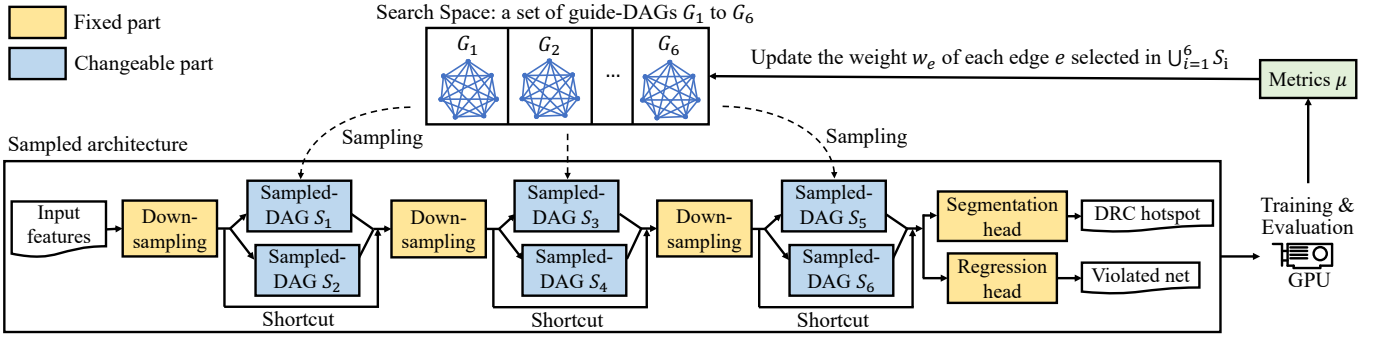 Fixed part
Changeable part
Search Space: a set of guide-DAGs G₁ to G₆
G₁
G₂
...
G₆
Update the weight wₑ of each edge e selected in ⋃⁶ᵢ₌₁ Sᵢ
Metrics μ
Sampling
Sampling
Sampled architecture
Input
features
Down-
sampling
Sampled-
DAG S₁
Sampled-
DAG S₂
Shortcut
Down-
sampling
Sampled-
DAG S₃
Sampled-
DAG S₄
Shortcut
Down-
sampling
Sampled-
DAG S₅
Sampled-
DAG S₆
Shortcut
Segmentation
head
DRC hotspot
Regression
head
Violated net
Training &
Evaluation
GPU